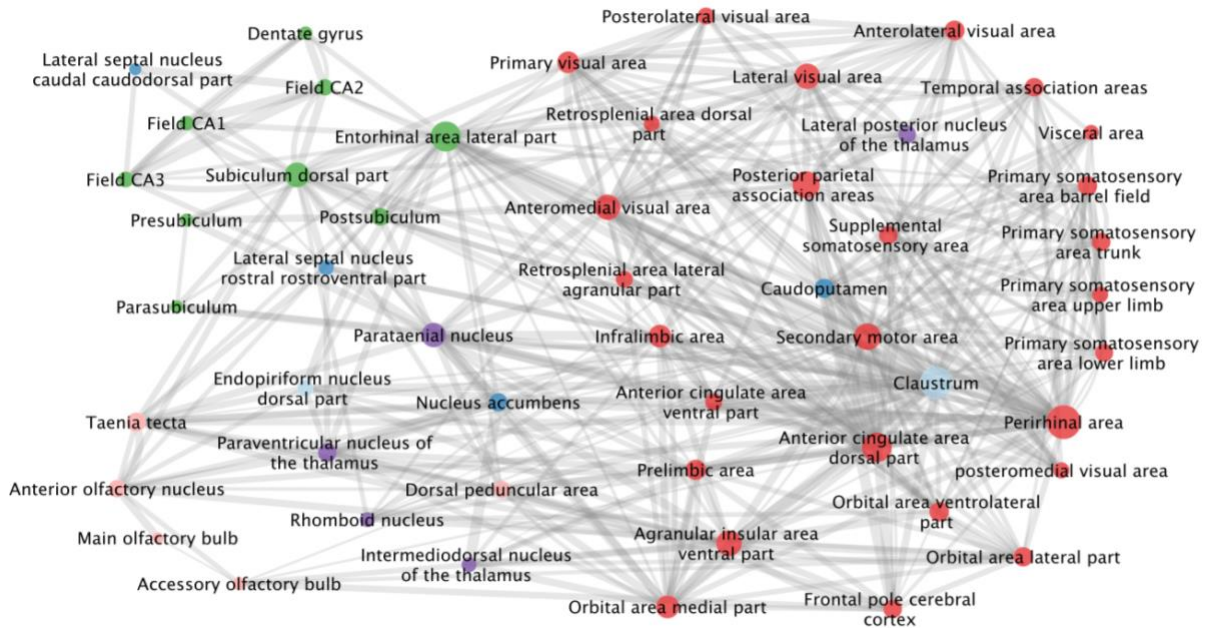 Posterolateral visual area
Anterolateral visual area
Dentate gyrus
Lateral septal nucleus
caudal caudodorsal part
Primary visual area
Lateral visual area
Field CA2
Temporal association areas
Retrosplenial area dorsal
part
Field CA1
Entorhinal area lateral part
Lateral posterior nucleus
of the thalamus
Visceral area
Field CA3
Subiculum dorsal part
Posterior parietal
association areas
Primary somatosensory
area barrel field
Presubiculum
Postsubiculum
Anteromedial visual area
Supplemental
somatosensory area
Primary somatosensory
area trunk
Lateral septal nucleus
rostral rostroventral part
Retrosplenial area lateral
agranular part
Caudoputamen
Primary somatosensory
area upper limb
Parasubiculum
Parataenial nucleus
Infralimbic area
Secondary motor area
Primary somatosensory
area lower limb
Endopiriform nucleus
dorsal part
Nucleus accumbens
Anterior cingulate area
ventral part
Claustrum
Taenia tecta
Perirhinal area
Paraventricular nucleus of
the thalamus
Anterior cingulate area
dorsal part
Prelimbic area
posteromedial visual area
Anterior olfactory nucleus
Dorsal peduncular area
Orbital area ventrolateral
part
Rhomboid nucleus
Main olfactory bulb
Agranular insular area
ventral part
Intermediodorsal nucleus
of the thalamus
Orbital area lateral part
Accessory olfactory bulb
Orbital area medial part
Frontal pole cerebral
cortex